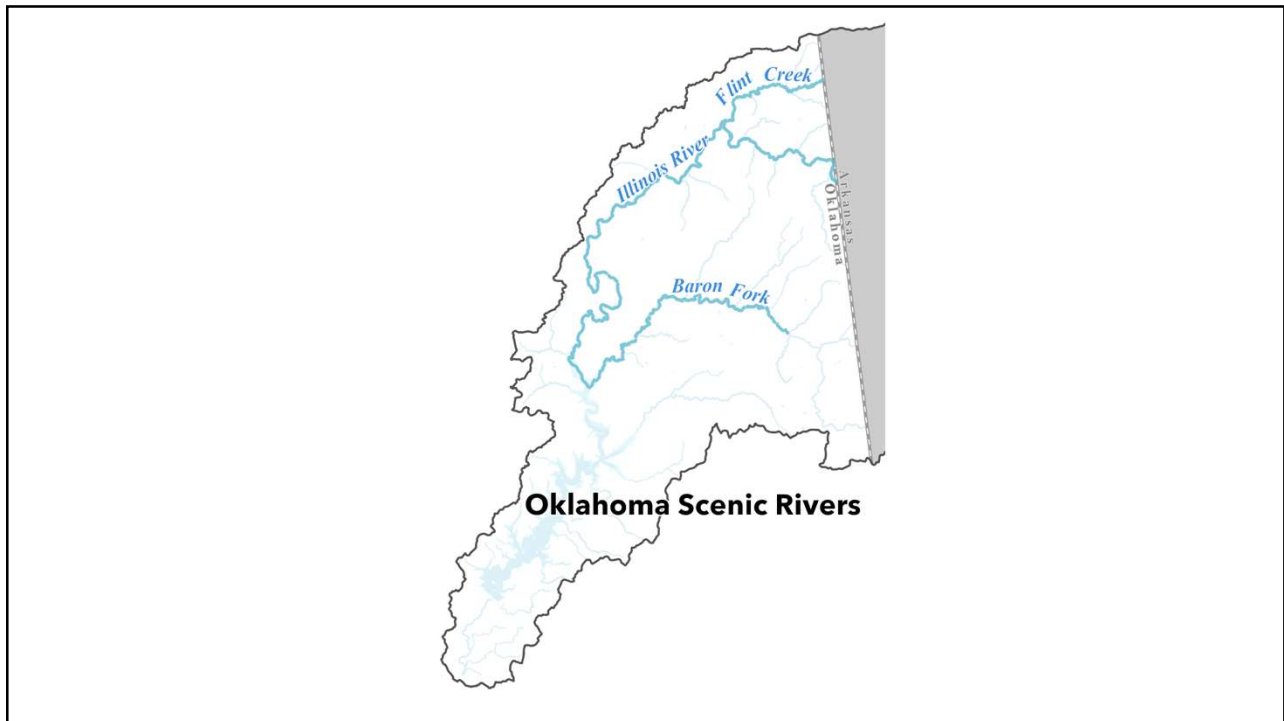 Flint Creek
Illinois River
Arkansas
Oklahoma
Baron Fork
Oklahoma Scenic Rivers